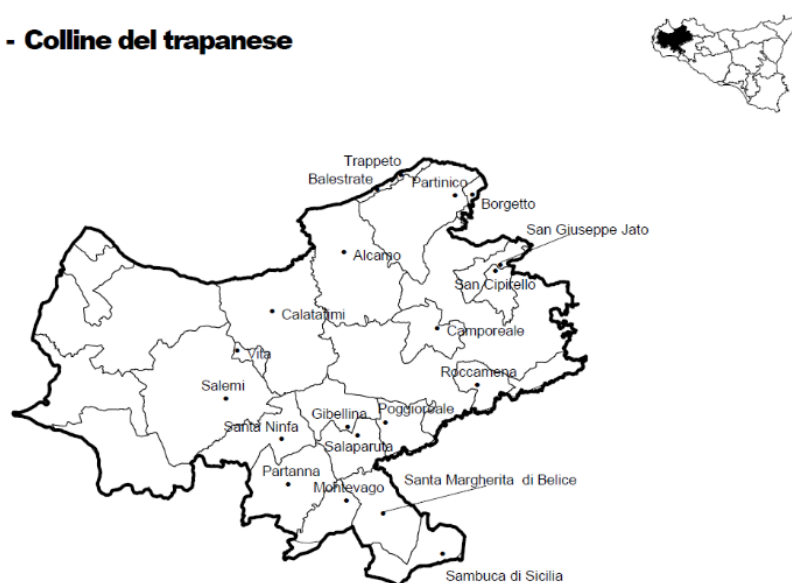 - Colline del trapanese
Trappeto
Balestrate
Partinico
Borgetto
San Giuseppe Jato
Alcamo
San Cipirello
Calatafimi
Camporeale
Vita
Roccamena
Salemi
Gibellina
Poggioreale
Santa Ninfa
Salaparuta
Partanna
Montevago
Santa Margherita di Belice
Sambuca di Sicilia